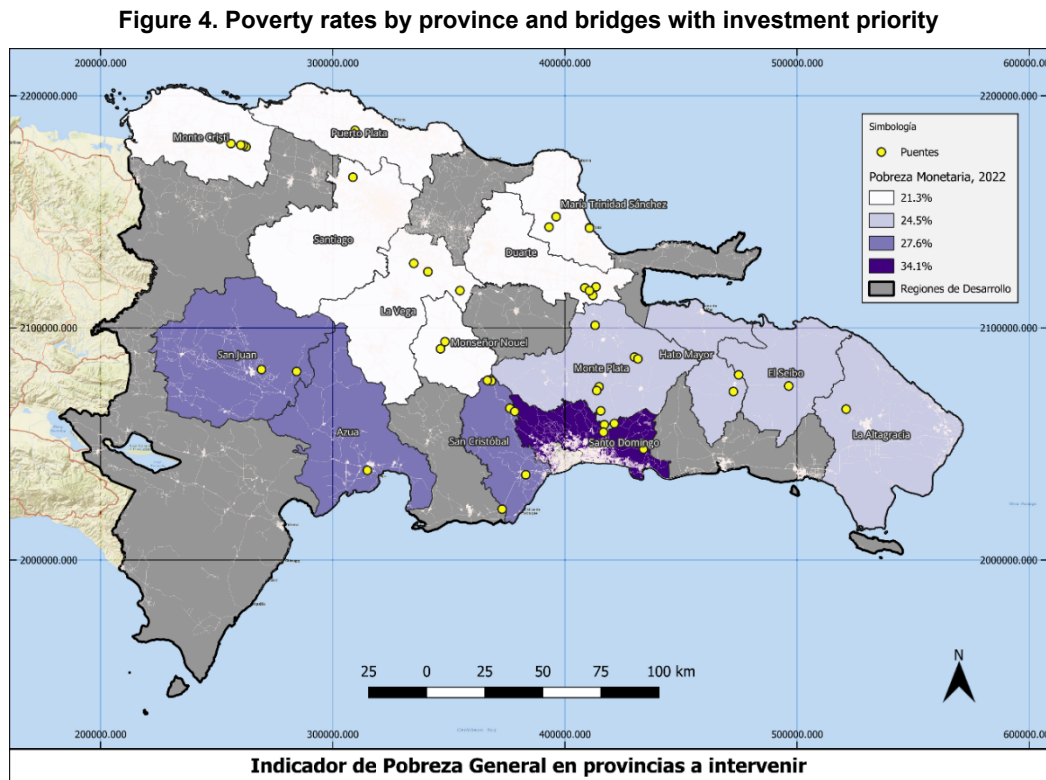 Figure 4. Poverty rates by province and bridges with investment priority
200000.000 300000.000 400000.000 500000.000 600000.000
2200000.000 2200000.000
Simbología
Puentes
Pobreza Monetaria, 2022
21.3%
24.5%
27.6%
34.1%
Regiones de Desarrollo
Monte Cristi
Puerto Plata
María Trinidad Sánchez
Santiago
Duarte
La Vega
2100000.000 2100000.000
Monseñor Nouel
San Juan
Hato Mayor
Monte Plata
El Seibo
Azua
San Cristóbal
Santo Domingo
La Altagracia
2000000.000 2000000.000
N
25 0 25 50 75 100 km
200000.000 300000.000 400000.000 500000.000 600000.000
Indicador de Pobreza General en provincias a intervenir